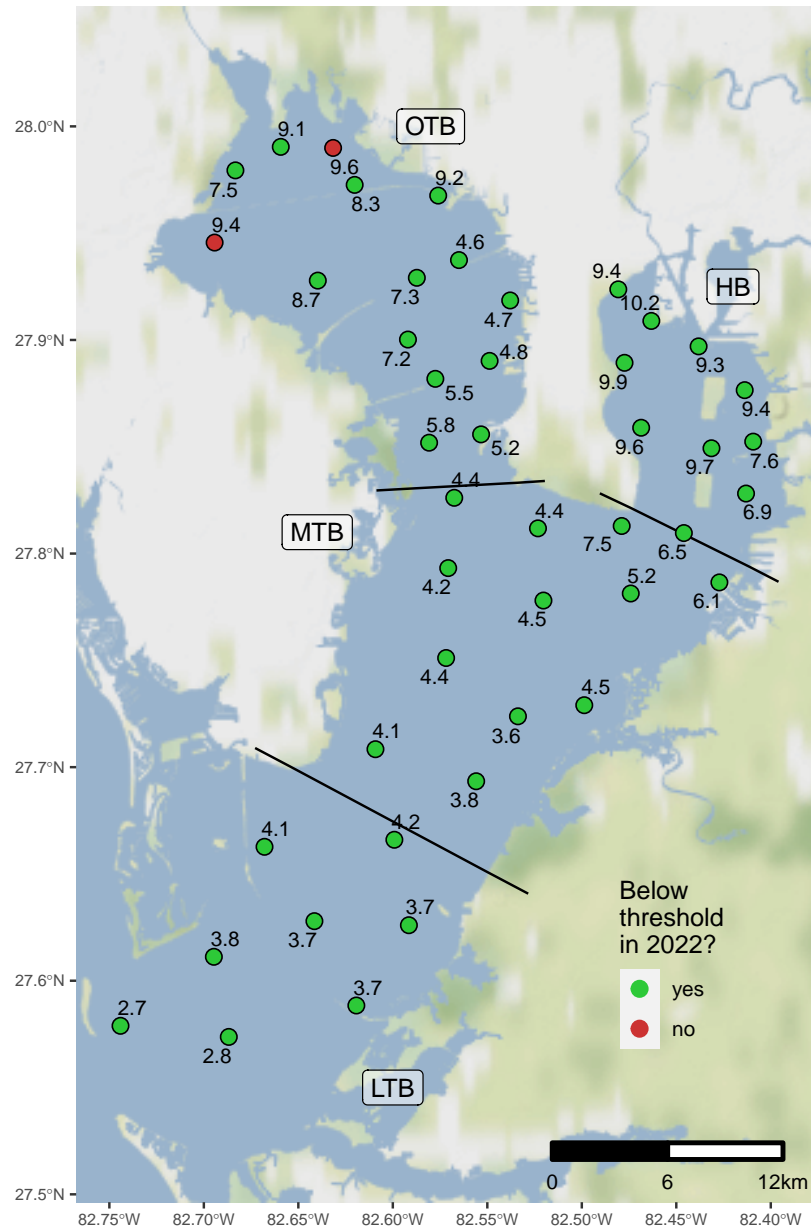 28.0°N
27.9°N
27.8°N
27.7°N
27.6°N
27.5°N
OTB
9.1
9.6
7.5
8.3
9.2
9.4
4.6
8.7
7.3
4.7
7.2
4.8
5.5
5.8
5.2
HB
9.4
10.2
9.3
9.9
9.4
9.6
9.7
7.6
6.9
MTB
4.4
4.4
7.5
6.5
4.2
4.5
5.2
6.1
4.4
4.5
3.6
4.1
3.8
4.2
4.1
3.7
3.7
3.8
3.7
2.7
2.8
LTB
Below
threshold
in 2022?
yes
no
0 6 12km
82.75°W 82.70°W 82.65°W 82.60°W 82.55°W 82.50°W 82.45°W 82.40°W